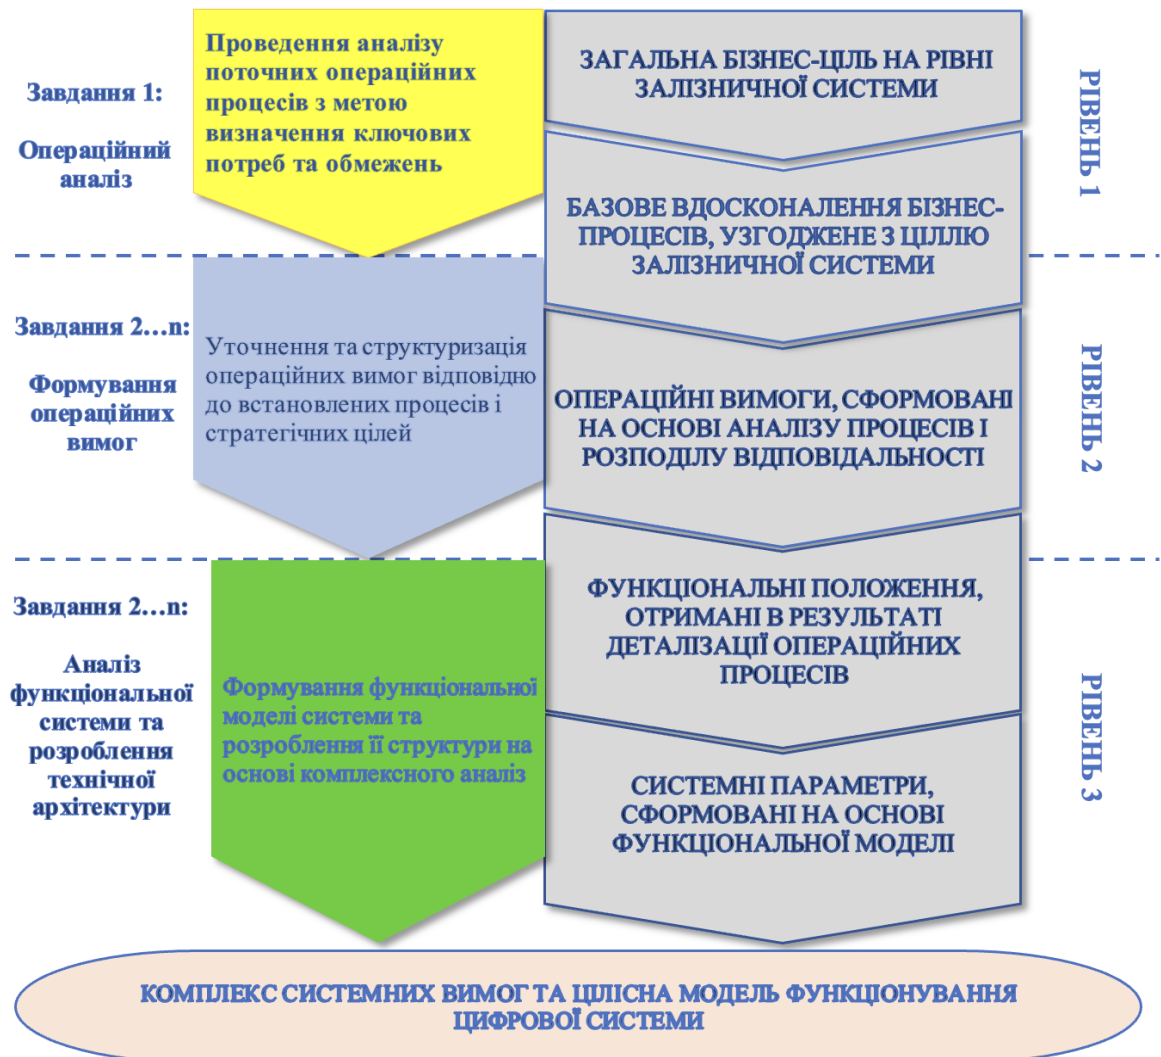 Завдання 1:
Операційний
аналіз
Проведення аналізу
поточних операційних
процесів з метою
визначення ключових
потреб та обмежень
ЗАГАЛЬНА БІЗНЕС-ЦІЛЬ НА РІВНІ
ЗАЛІЗНИЧНОЇ СИСТЕМИ
БАЗОВЕ ВДОСКОНАЛЕННЯ БІЗНЕС-
ПРОЦЕСІВ, УЗГОДЖЕНЕ З ЦІЛЛЮ
ЗАЛІЗНИЧНОЇ СИСТЕМИ
РІВЕНЬ 1
Завдання 2…n:
Формування
операційних
вимог
Уточнення та структуризація
операційних вимог відповідно
до встановлених процесів і
стратегічних цілей
ОПЕРАЦІЙНІ ВИМОГИ, СФОРМОВАНІ
НА ОСНОВІ АНАЛІЗУ ПРОЦЕСІВ І
РОЗПОДІЛУ ВІДПОВІДАЛЬНОСТІ
РІВЕНЬ 2
Завдання 2…n:
Аналіз
функціональної
системи та
розроблення
технічної
архітектури
Формування функціональної
моделі системи та
розроблення її структури на
основі комплексного аналіз
ФУНКЦІОНАЛЬНІ ПОЛОЖЕННЯ,
ОТРИМАНІ В РЕЗУЛЬТАТІ
ДЕТАЛІЗАЦІЇ ОПЕРАЦІЙНИХ
ПРОЦЕСІВ
СИСТЕМНІ ПАРАМЕТРИ,
СФОРМОВАНІ НА ОСНОВІ
ФУНКЦІОНАЛЬНОЇ МОДЕЛІ
РІВЕНЬ 3
КОМПЛЕКС СИСТЕМНИХ ВИМОГ ТА ЦІЛІСНА МОДЕЛЬ ФУНКЦІОНУВАННЯ
ЦИФРОВОЇ СИСТЕМИ